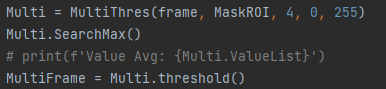 Multi = MultiThres(frame, MaskROI, 4, 0, 255)
Multi.SearchMax()
# print(f'Value Avg: {Multi.ValueList}')
MultiFrame = Multi.threshold()